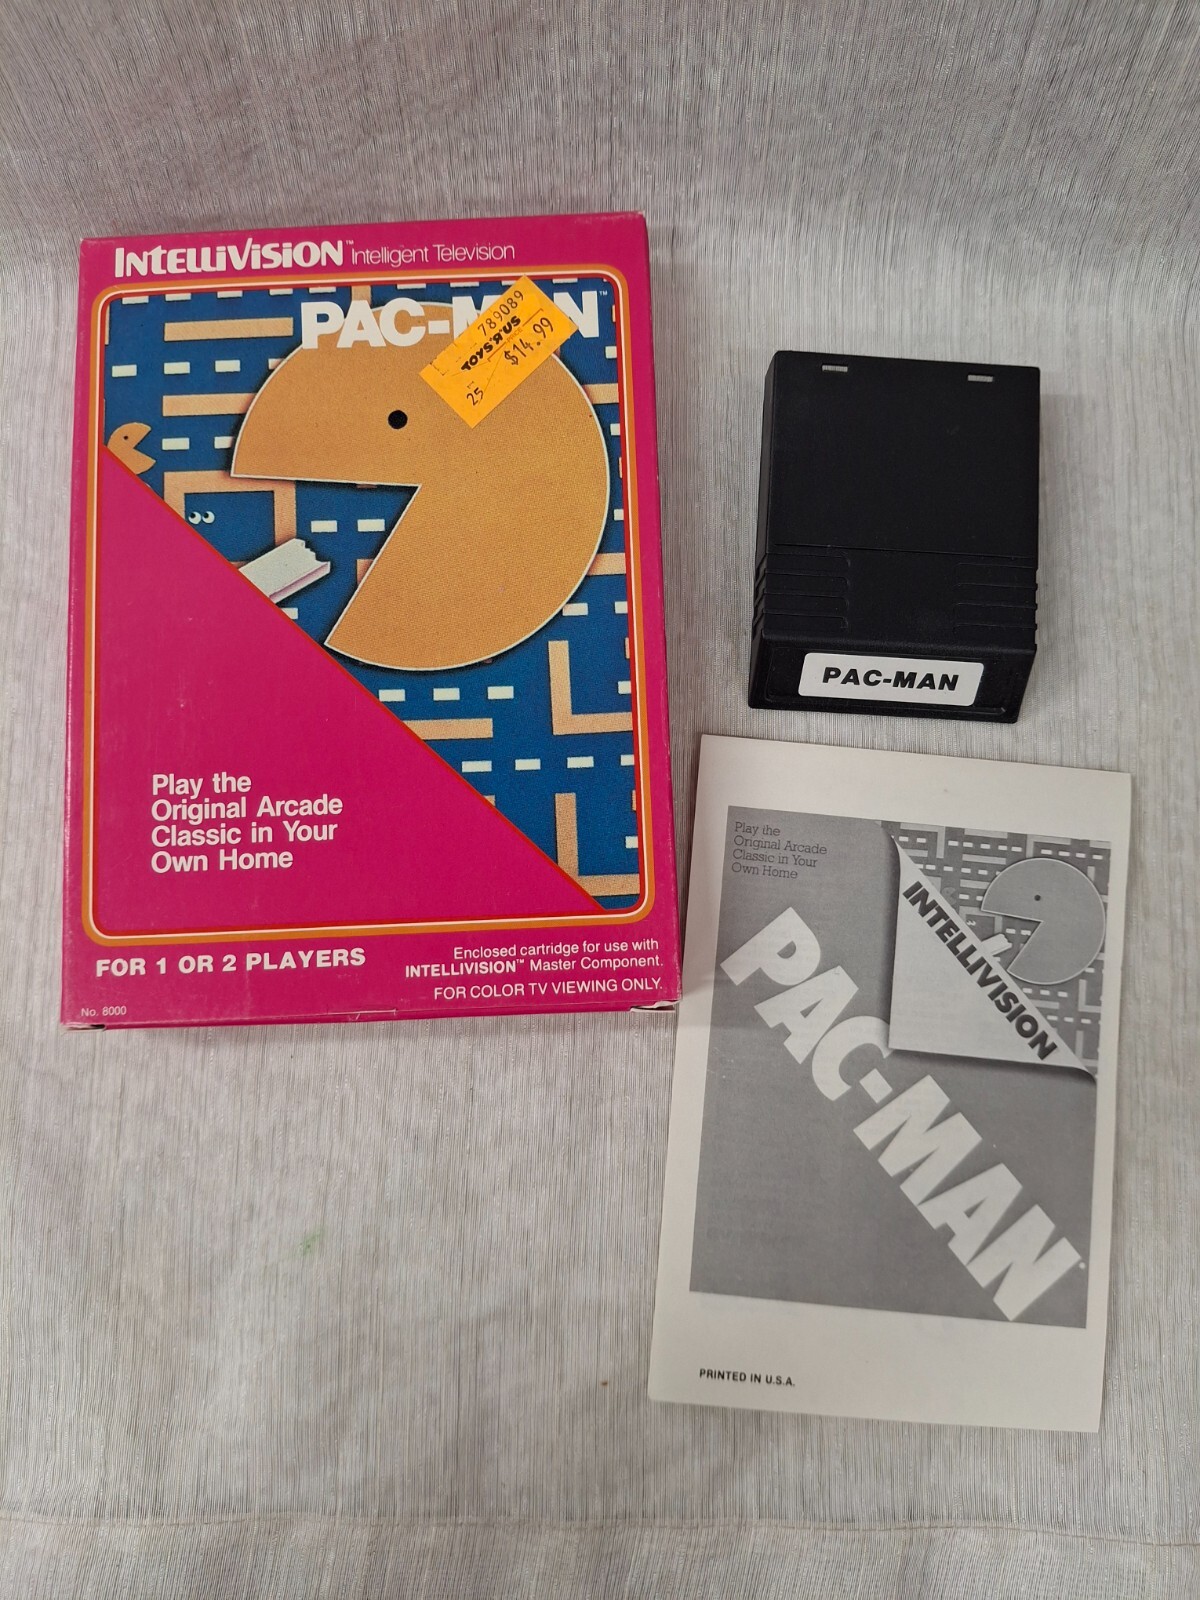 INTELLIVISION™ Intelligent Television
PAC-MAN™
789089
TOYS"R"US
$14.99
25
Play the
Original Arcade
Classic in Your
Own Home
FOR 1 OR 2 PLAYERS
Enclosed cartridge for use with
INTELLIVISION™ Master Component.
FOR COLOR TV VIEWING ONLY.
No. 8000
PAC-MAN
Play the
Original Arcade
Classic in Your
Own Home
INTELLIVISION
PAC-MAN
PRINTED IN U.S.A.